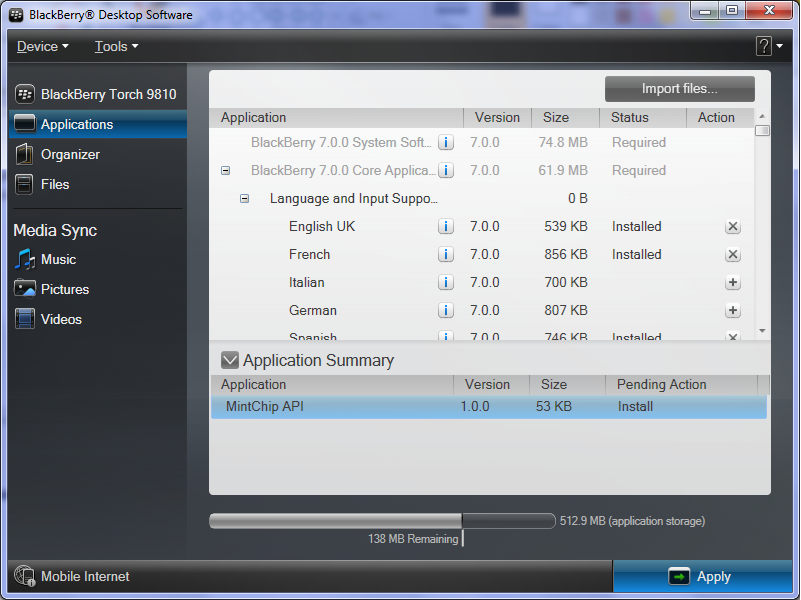 BlackBerry® Desktop Software
Device Tools ?
BlackBerry Torch 9810
Applications
Organizer
Files
Media Sync
Music
Pictures
Videos
Import files...
Application Version Size Status Action
BlackBerry 7.0.0 System Soft... i 7.0.0 74.8 MB Required
BlackBerry 7.0.0 Core Applica... i 7.0.0 61.9 MB Required
Language and Input Suppo... 0 B
English UK i 7.0.0 539 KB Installed
French i 7.0.0 856 KB Installed
Italian i 7.0.0 700 KB
German i 7.0.0 807 KB
Spanish i 7.0.0 746 KB Installed
Application Summary
Application Version Size Pending Action
MintChip API 1.0.0 53 KB Install
512.9 MB (application storage)
138 MB Remaining
Mobile Internet
Apply